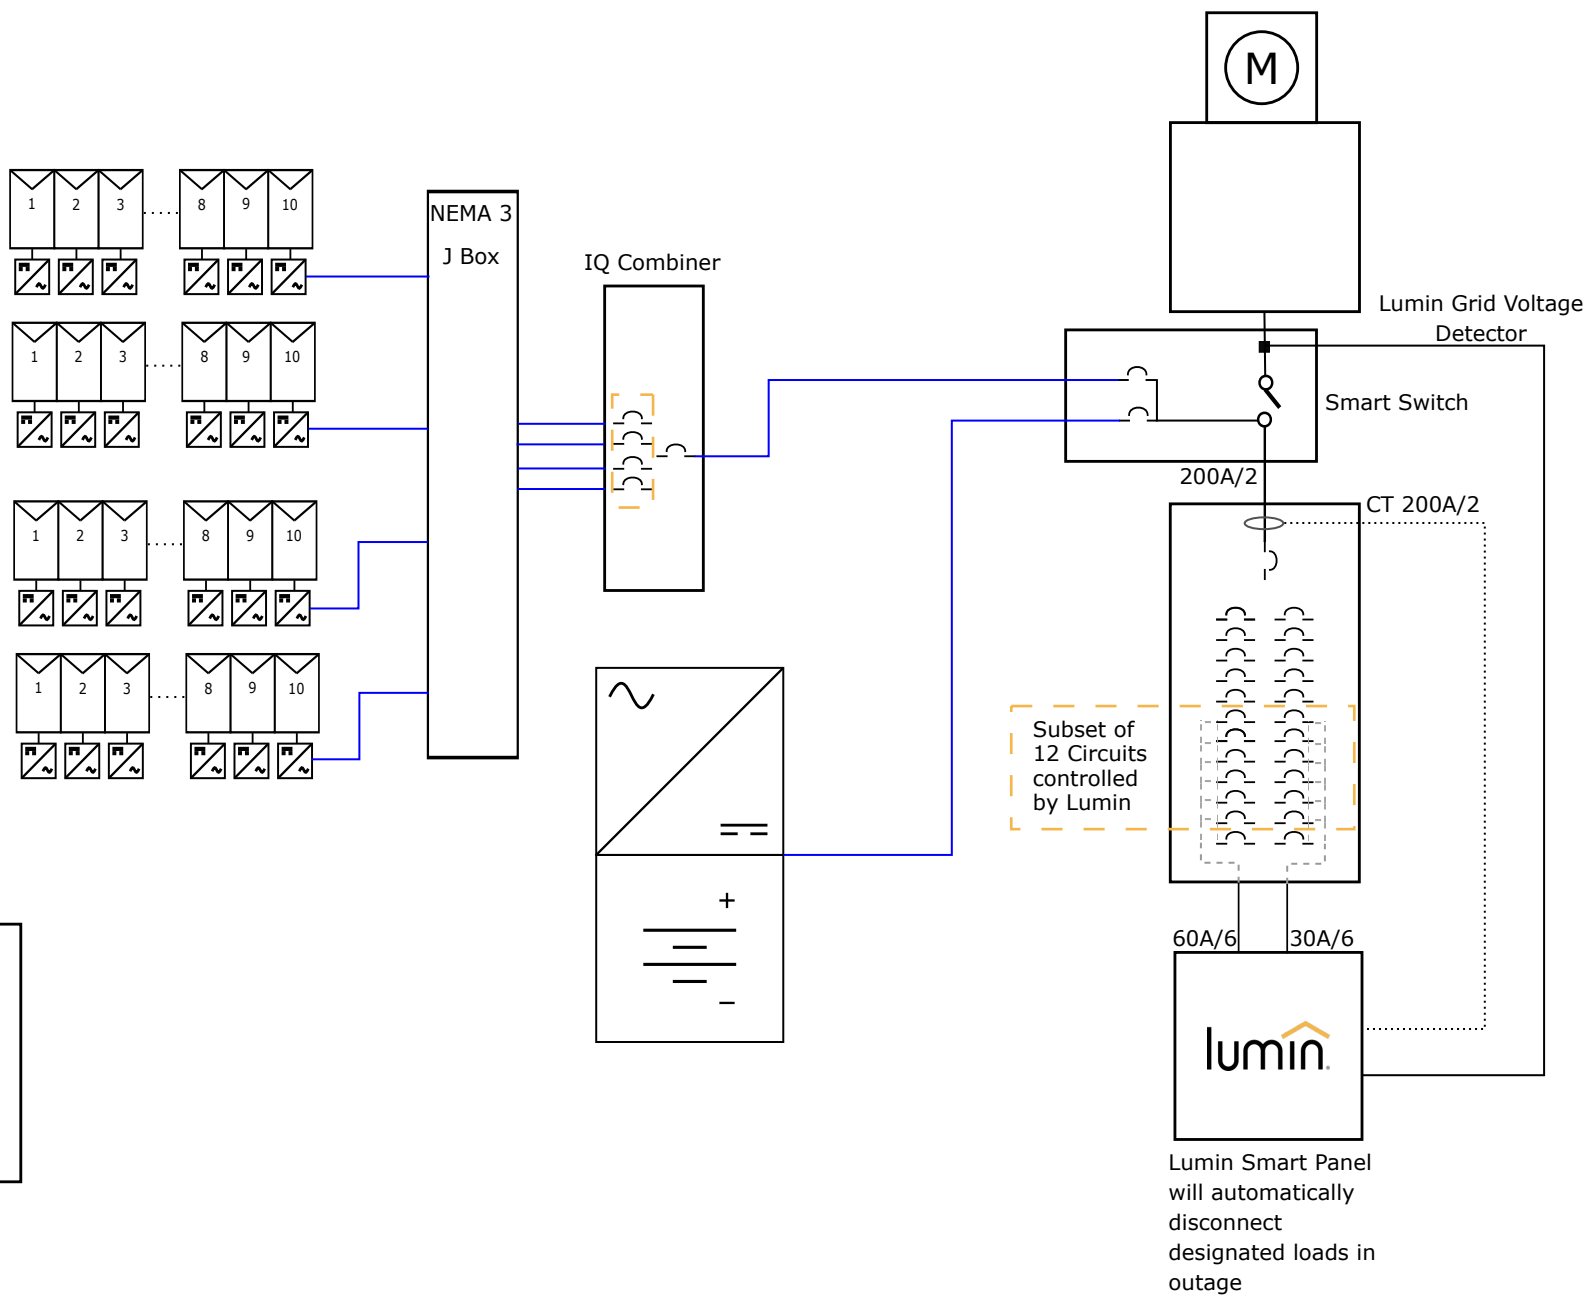 M
1 2 3 ..... 8 9 10
NEMA 3
J Box
IQ Combiner
Lumin Grid Voltage
Detector
1 2 3 ..... 8 9 10
Smart Switch
200A/2
CT 200A/2
1 2 3 ..... 8 9 10
1 2 3 ..... 8 9 10
Subset of
12 Circuits
controlled
by Lumin
+
−
60A/6
30A/6
lumin
Lumin Smart Panel
will automatically
disconnect
designated loads in
outage